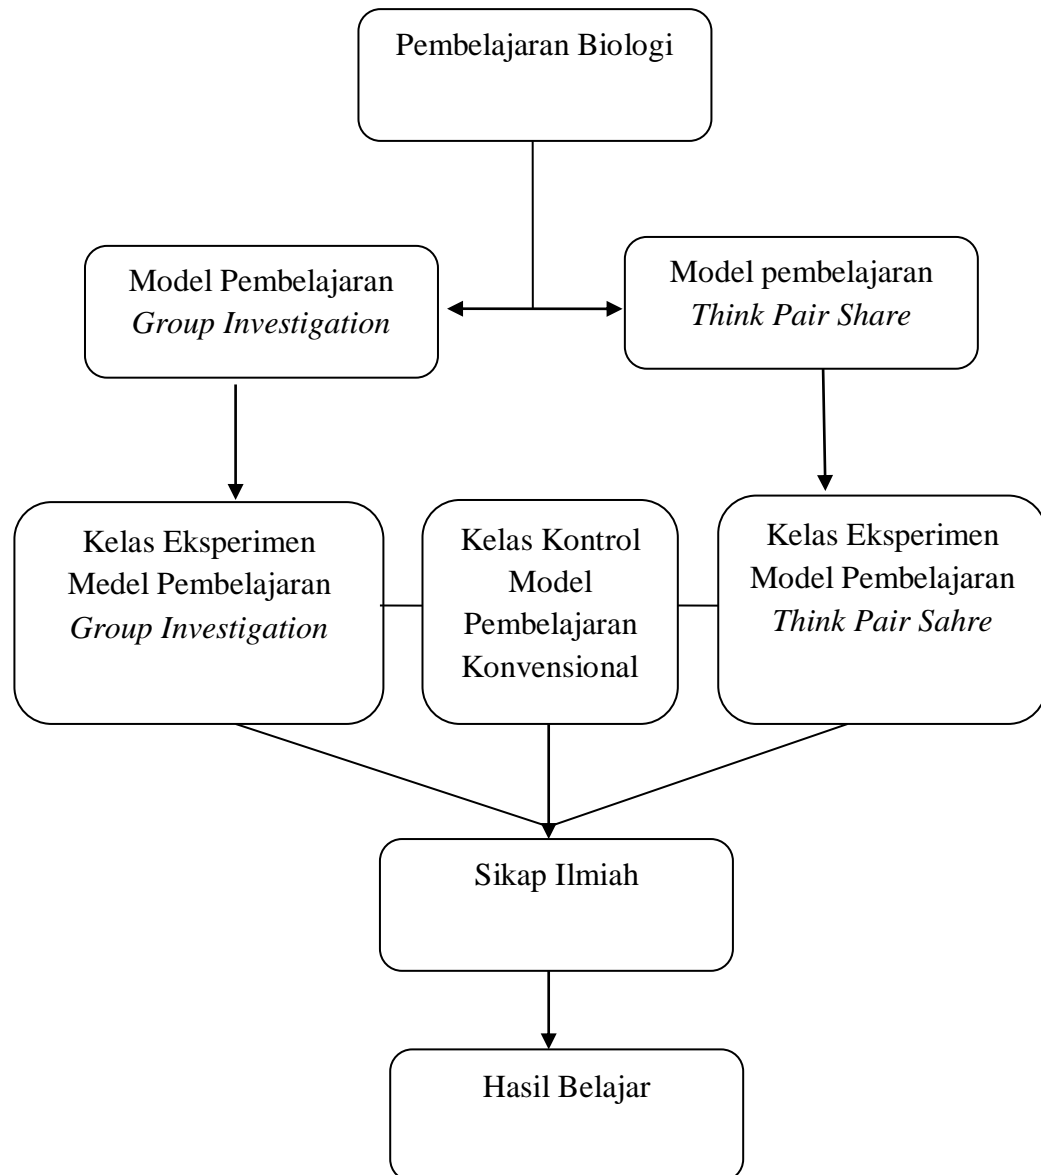 Pembelajaran Biologi
Model Pembelajaran
Group Investigation
Model pembelajaran
Think Pair Share
Kelas Eksperimen
Medel Pembelajaran
Group Investigation
Kelas Kontrol
Model
Pembelajaran
Konvensional
Kelas Eksperimen
Model Pembelajaran
Think Pair Sahre
Sikap Ilmiah
Hasil Belajar